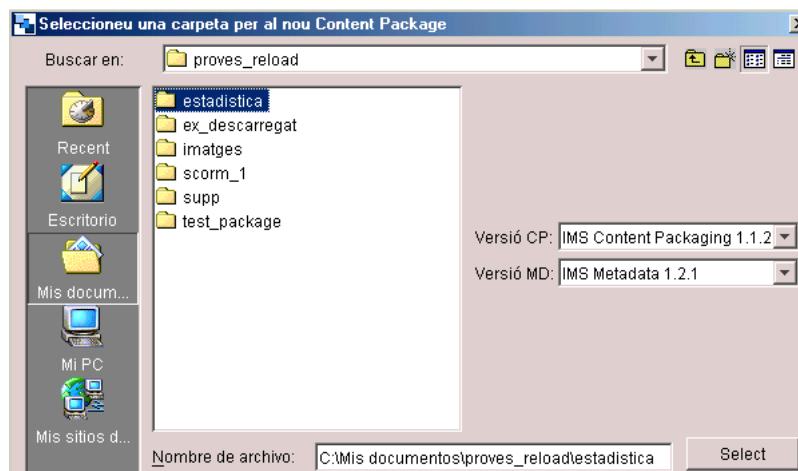 Seleccioneu una carpeta per al nou Content Package
Buscar en:
proves_reload
Recent
Escritorio
Mis docum...
Mi PC
Mis sitios d...
estadistica
ex_descarregat
imatges
scorm_1
supp
test_package
Versió CP: IMS Content Packaging 1.1.2
Versió MD: IMS Metadata 1.2.1
Nombre de archivo: C:\Mis documentos\proves_reload\estadistica
Select